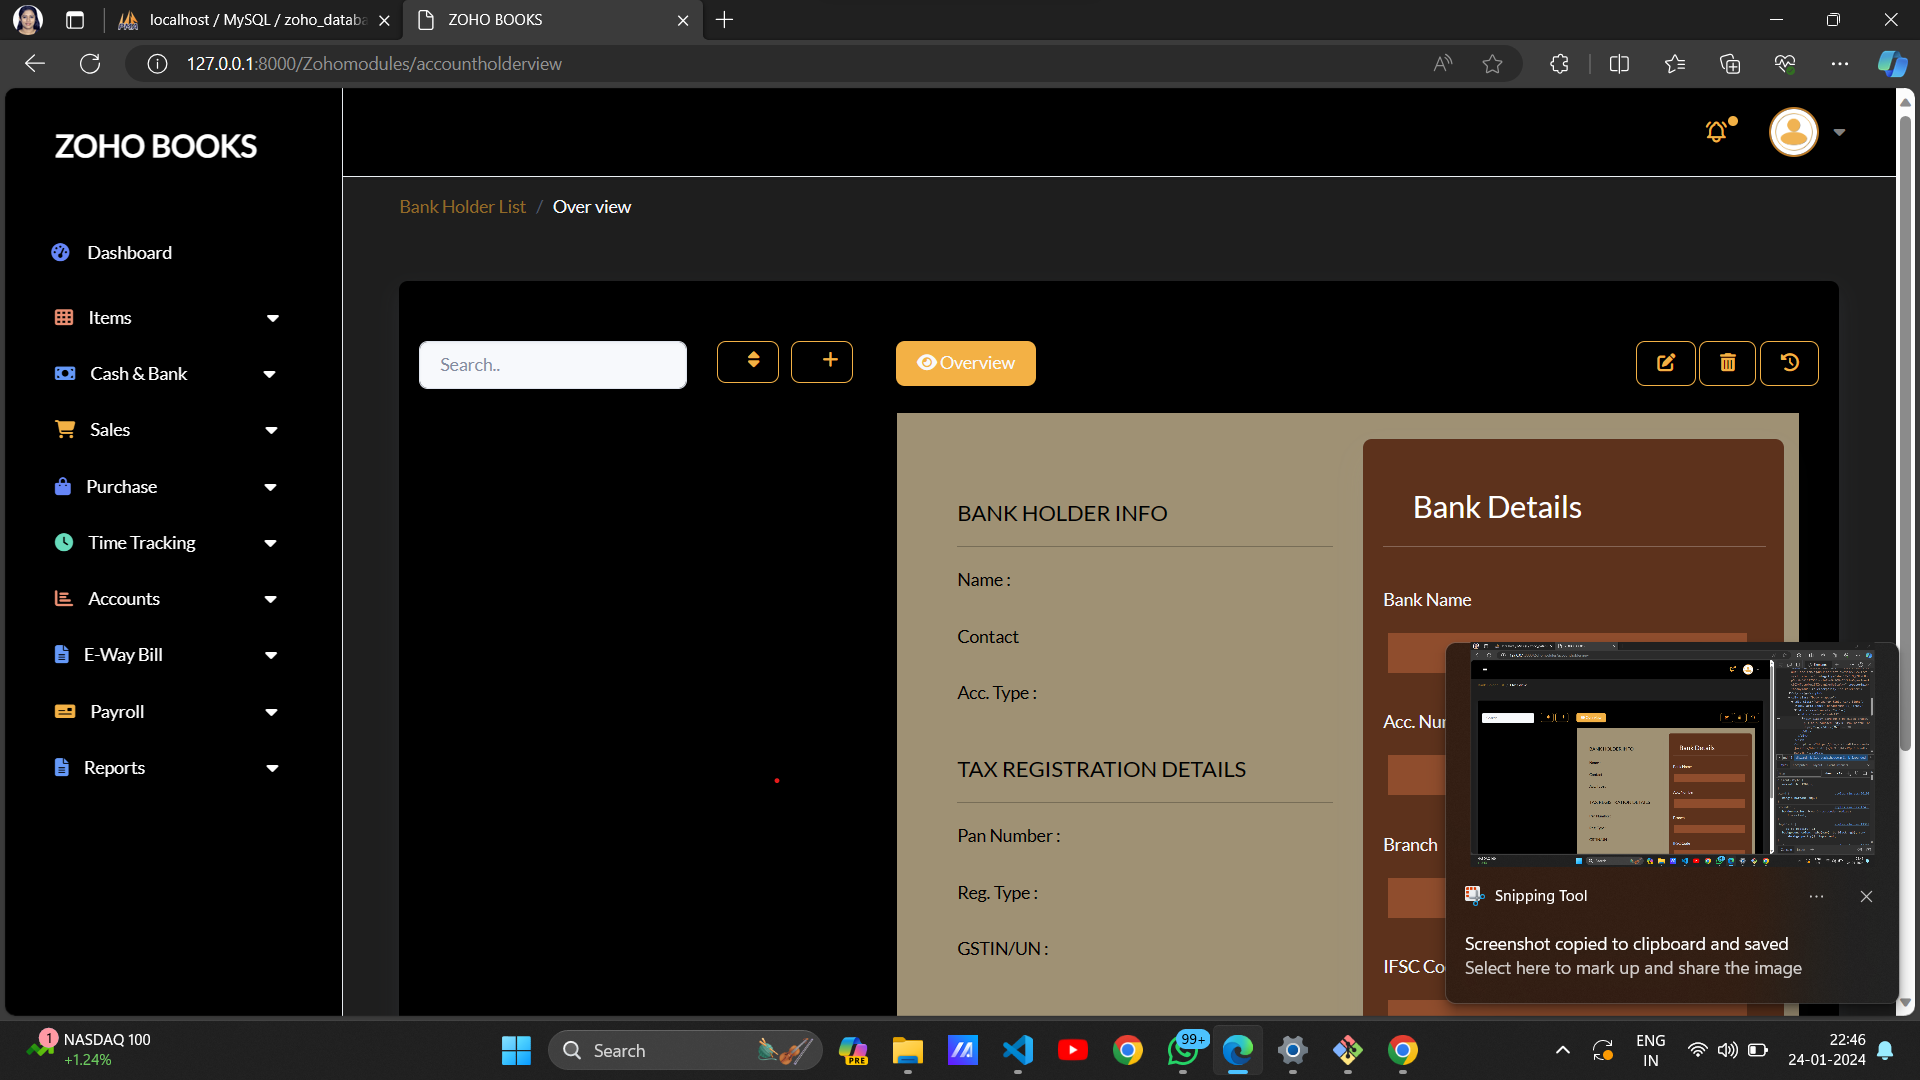 localhost / MySQL / zoho_databa
ZOHO BOOKS
127.0.0.1:8000/Zohomodules/accountholderview
ZOHO BOOKS
Bank Holder List / Over view
Dashboard
Items
Cash & Bank
Sales
Purchase
Time Tracking
Accounts
E-Way Bill
Payroll
Reports
Search..
Overview
BANK HOLDER INFO
Name :
Contact
Acc. Type :
TAX REGISTRATION DETAILS
Pan Number :
Reg. Type :
GSTIN/UN :
Bank Details
Bank Name
Acc. Nu
Branch
IFSC Co
Snipping Tool
Screenshot copied to clipboard and saved
Select here to mark up and share the image
1
NASDAQ 100
+1.24%
Search
PRE
99+
ENG
IN
22:46
24-01-2024